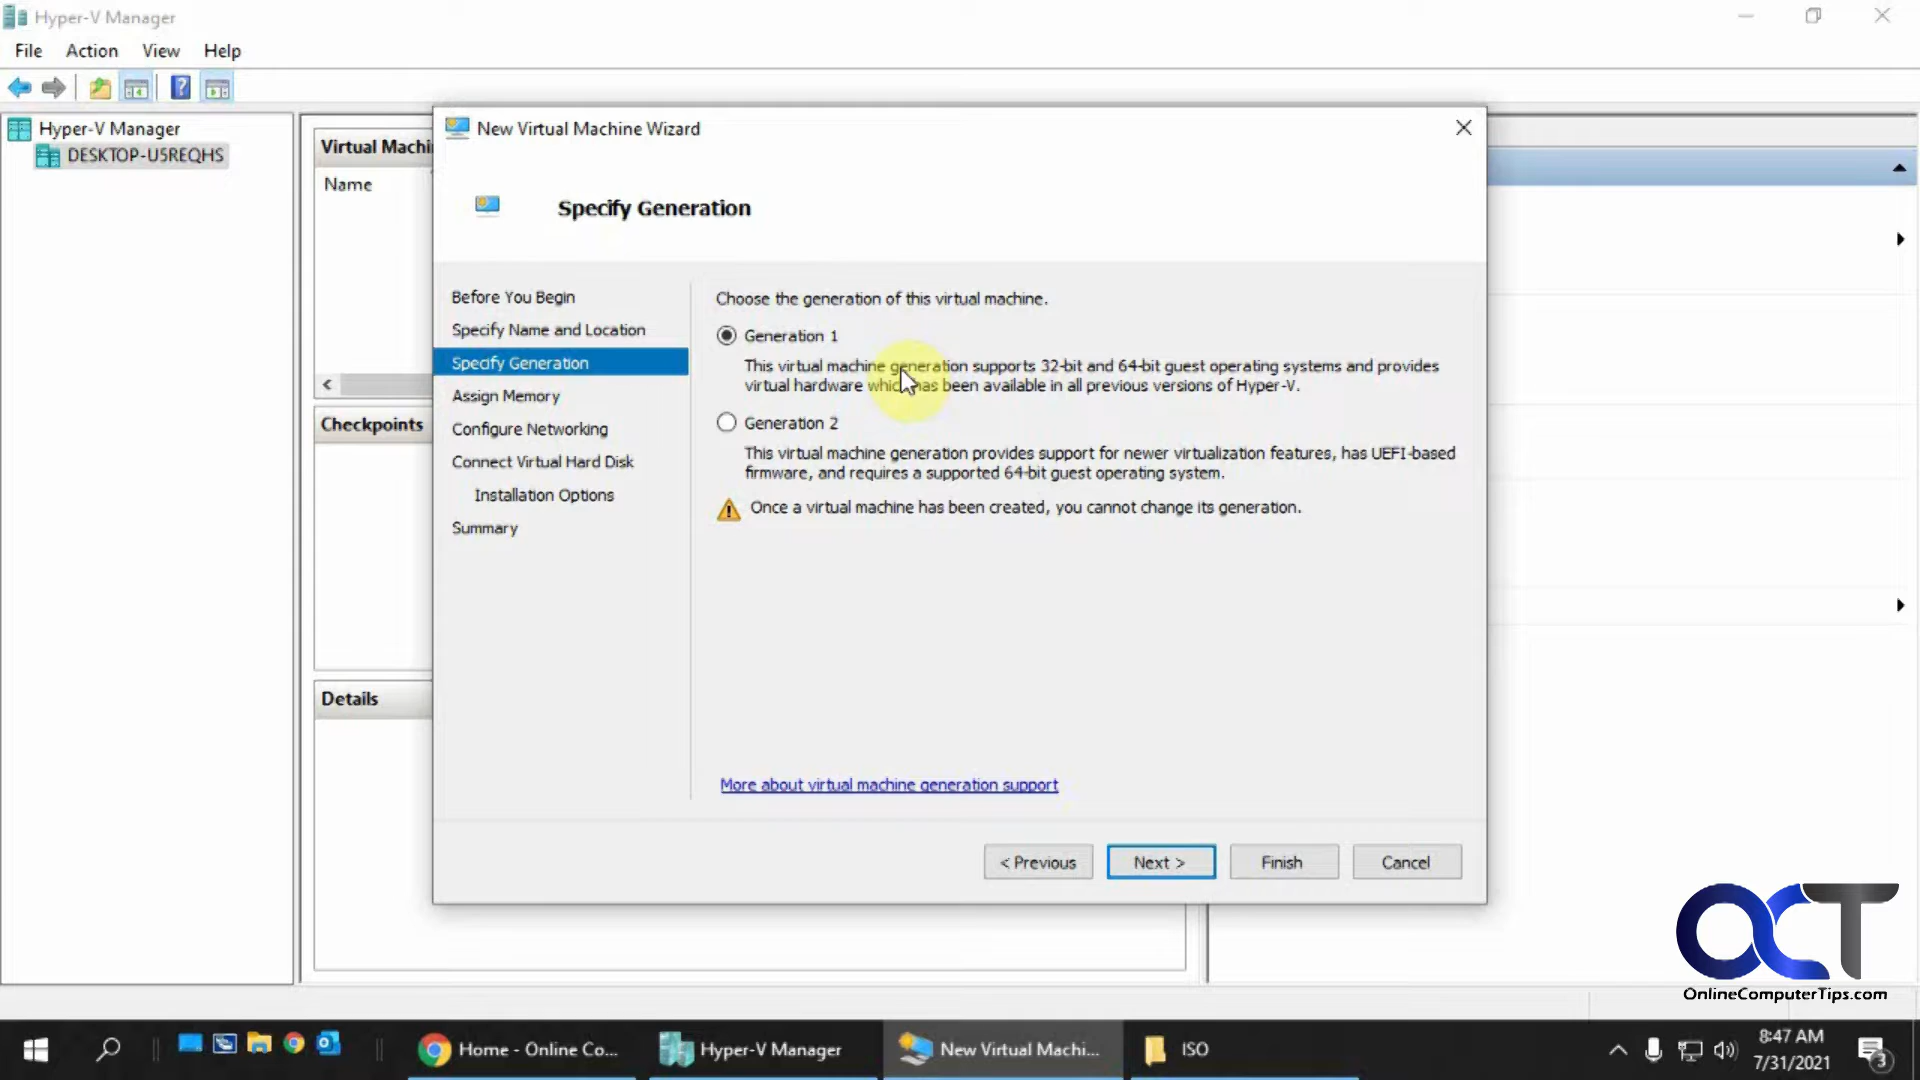 Hyper-V Manager
File Action View Help
Hyper-V Manager
DESKTOP-U5REQHS
Virtual Machi
Name
Checkpoints
Details
New Virtual Machine Wizard
Specify Generation
Before You Begin
Specify Name and Location
Specify Generation
Assign Memory
Configure Networking
Connect Virtual Hard Disk
Installation Options
Summary
Choose the generation of this virtual machine.
Generation 1
This virtual machine generation supports 32-bit and 64-bit guest operating systems and provides
virtual hardware which has been available in all previous versions of Hyper-V.
Generation 2
This virtual machine generation provides support for newer virtualization features, has UEFI-based
firmware, and requires a supported 64-bit guest operating system.
Once a virtual machine has been created, you cannot change its generation.
More about virtual machine generation support
< Previous
Next >
Finish
Cancel
OCT
OnlineComputerTips.com
Home - Online Co...
Hyper-V Manager
New Virtual Machi...
ISO
8:47 AM
7/31/2021
3